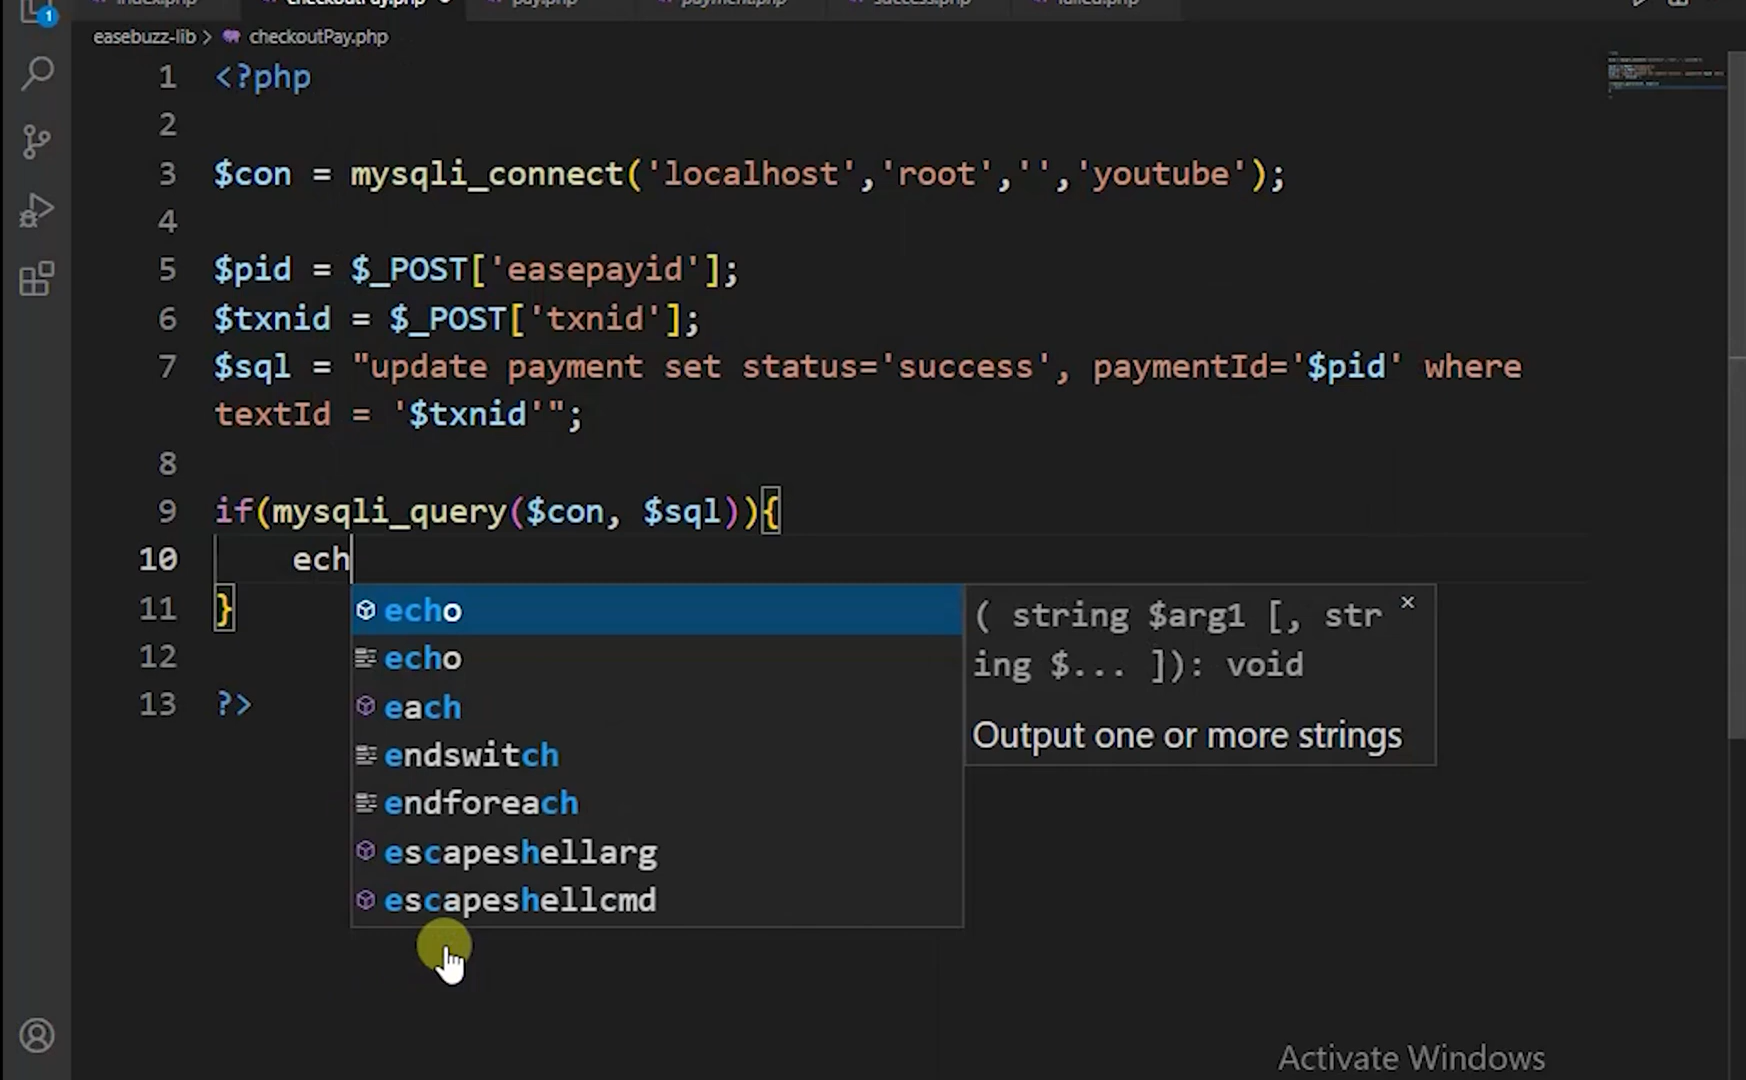 checkoutPay.php
1
easebuzz-lib > checkoutPay.php
1 <?php
2
3 $con = mysqli_connect('localhost','root','','youtube');
4
5 $pid = $_POST['easepayid'];
6 $txnid = $_POST['txnid'];
7 $sql = "update payment set status='success', paymentId='$pid' where
textId = '$txnid'";
8
9 if(mysqli_query($con, $sql)){
10 ech
11 }
12
13 ?>
echo
echo
each
endswitch
endforeach
escapeshellarg
escapeshellcmd
( string $arg1 [, str
ing $... ]): void
Output one or more strings
Activate Windows